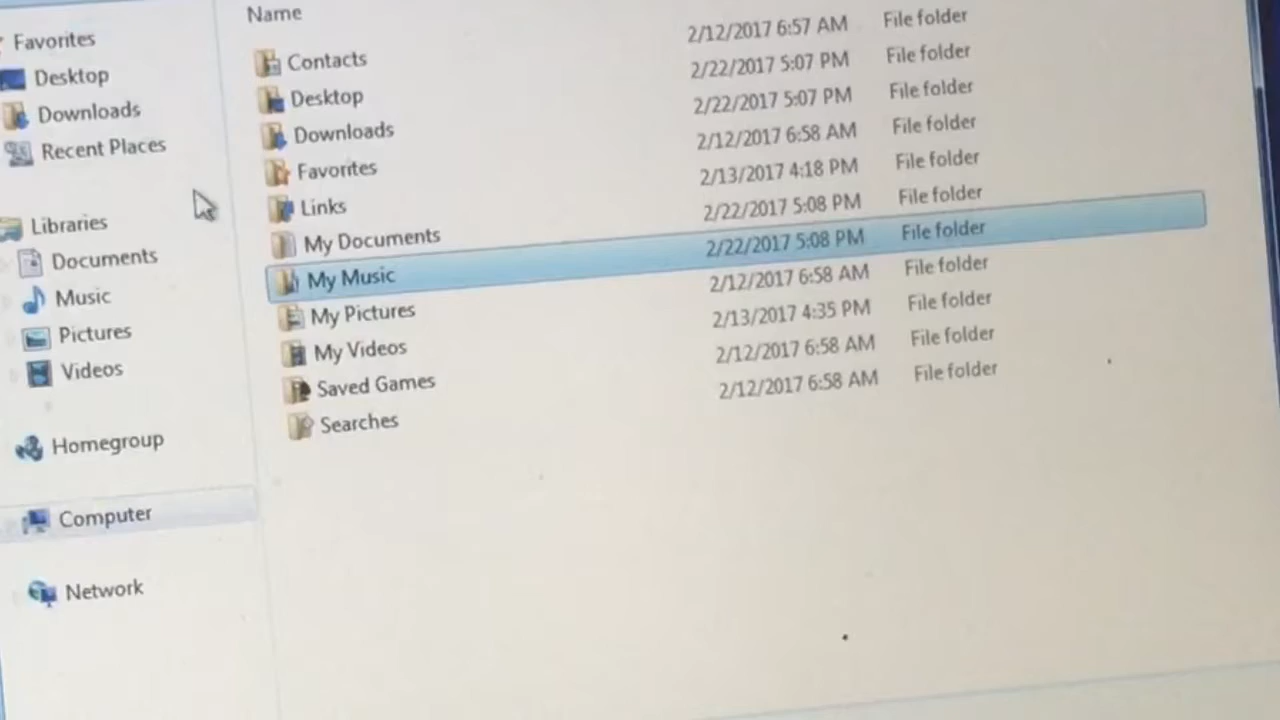 Favorites
Desktop
Downloads
Recent Places
Libraries
Documents
Music
Pictures
Videos
Homegroup
Computer
Network
Name
Contacts 2/12/2017 6:57 AM File folder
Desktop 2/22/2017 5:07 PM File folder
Downloads 2/22/2017 5:07 PM File folder
Favorites 2/12/2017 6:58 AM File folder
Links 2/13/2017 4:18 PM File folder
My Documents 2/22/2017 5:08 PM File folder
My Music 2/22/2017 5:08 PM File folder
My Pictures 2/12/2017 6:58 AM File folder
My Videos 2/13/2017 4:35 PM File folder
Saved Games 2/12/2017 6:58 AM File folder
Searches 2/12/2017 6:58 AM File folder